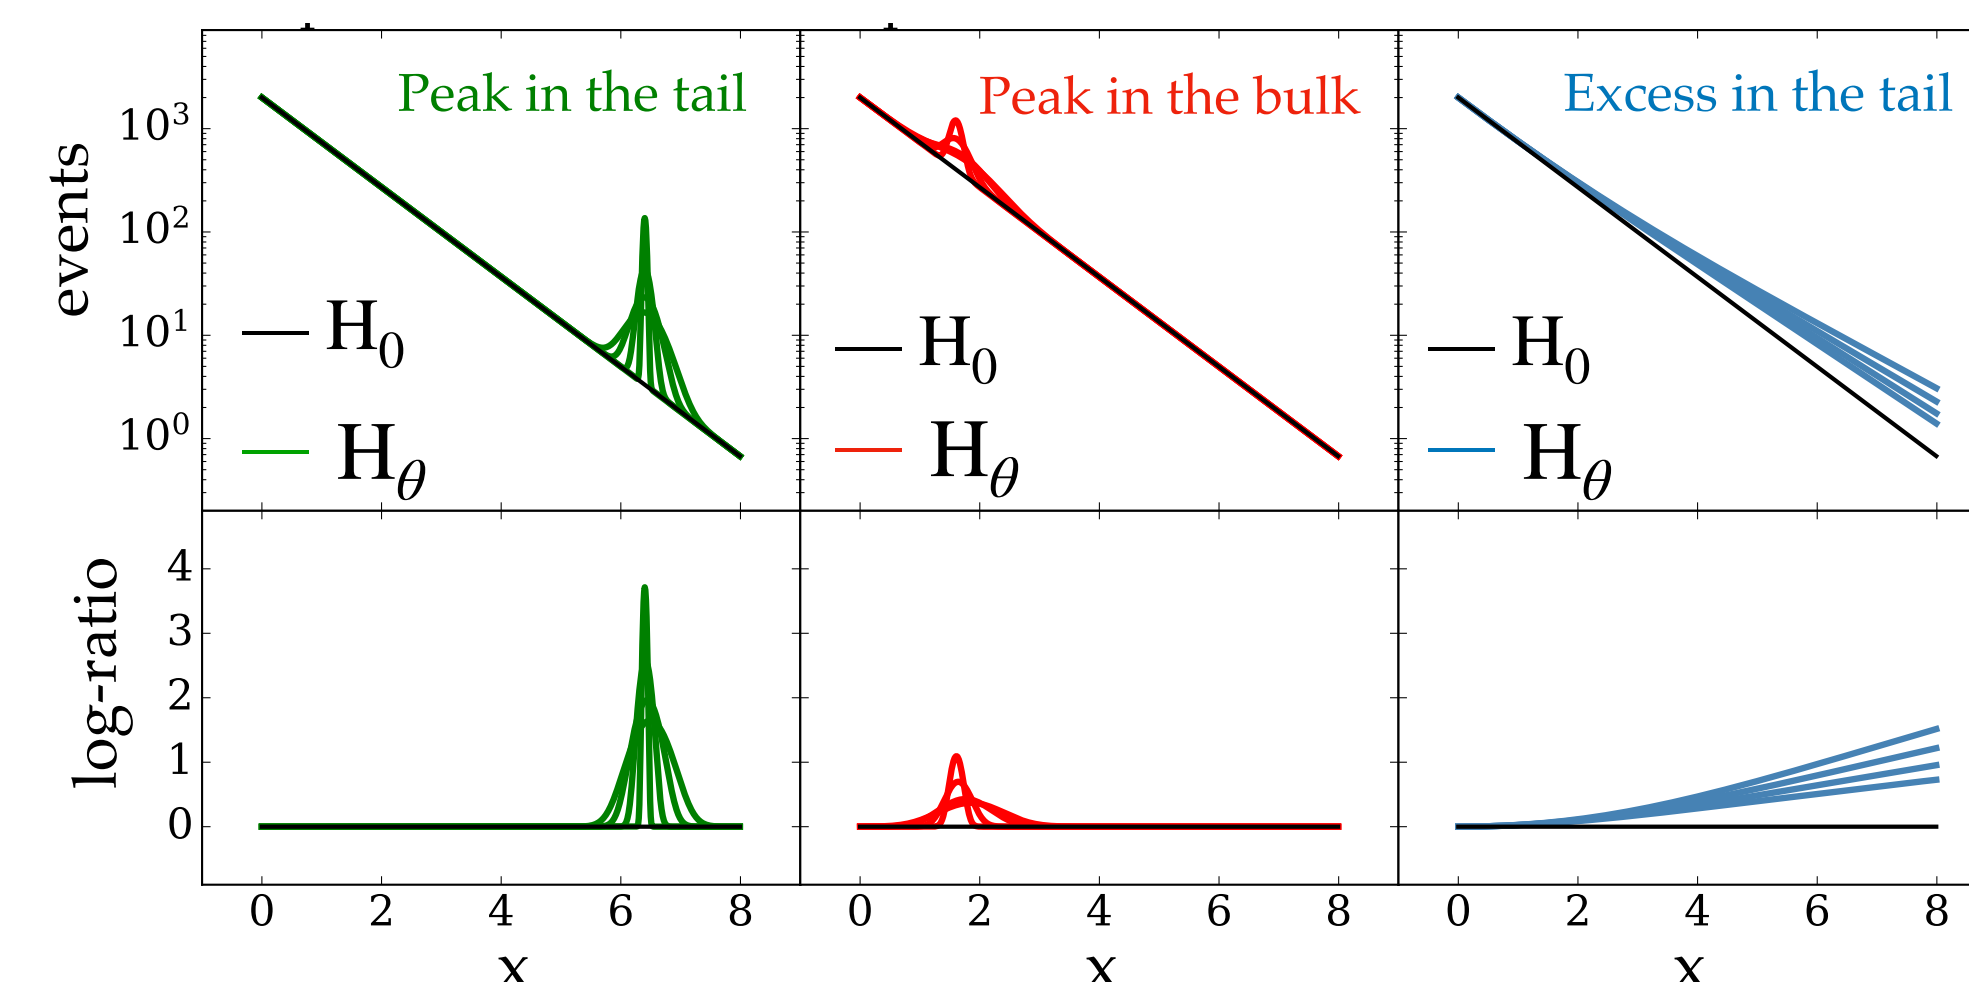 Peak in the tail
Peak in the bulk
Excess in the tail
events
10³
10²
10¹
10⁰
H₀
H_θ
H₀
H_θ
H₀
H_θ
log-ratio
4
3
2
1
0
0 2 4 6 8
0 2 4 6 8
0 2 4 6 8
x
x
x